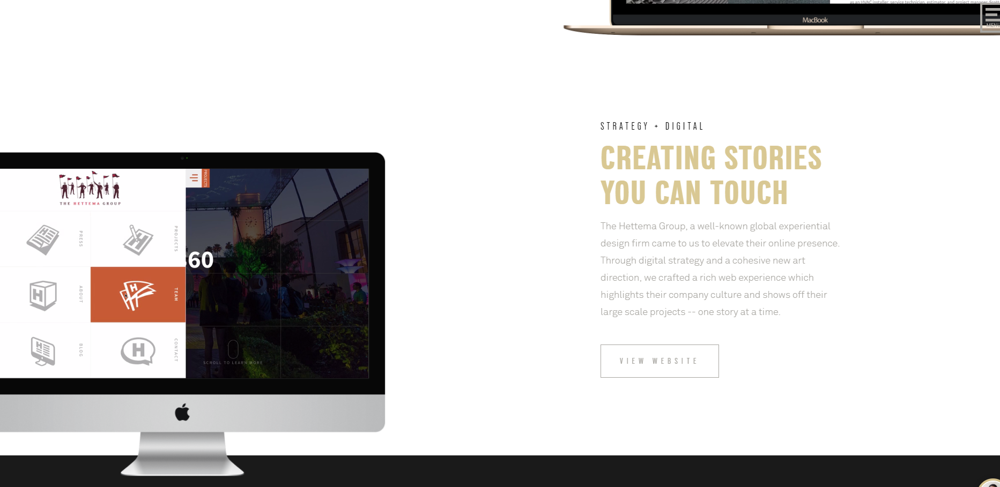 as an HVAC installer, service technician, estimator, and project manager, Scott
MacBook
MENU
STRATEGY + DIGITAL
CREATING STORIES
YOU CAN TOUCH
The Hettema Group, a well-known global experiential
design firm came to us to elevate their online presence.
Through digital strategy and a cohesive new art
direction, we crafted a rich web experience which
highlights their company culture and shows off their
large scale projects -- one story at a time.
VIEW WEBSITE
THE HETTEMA GROUP
PROJECTS
PRESS
PROJECTS
60
ABOUT
TEAM
BLOG
CONTACT
SCROLL TO LEARN MORE